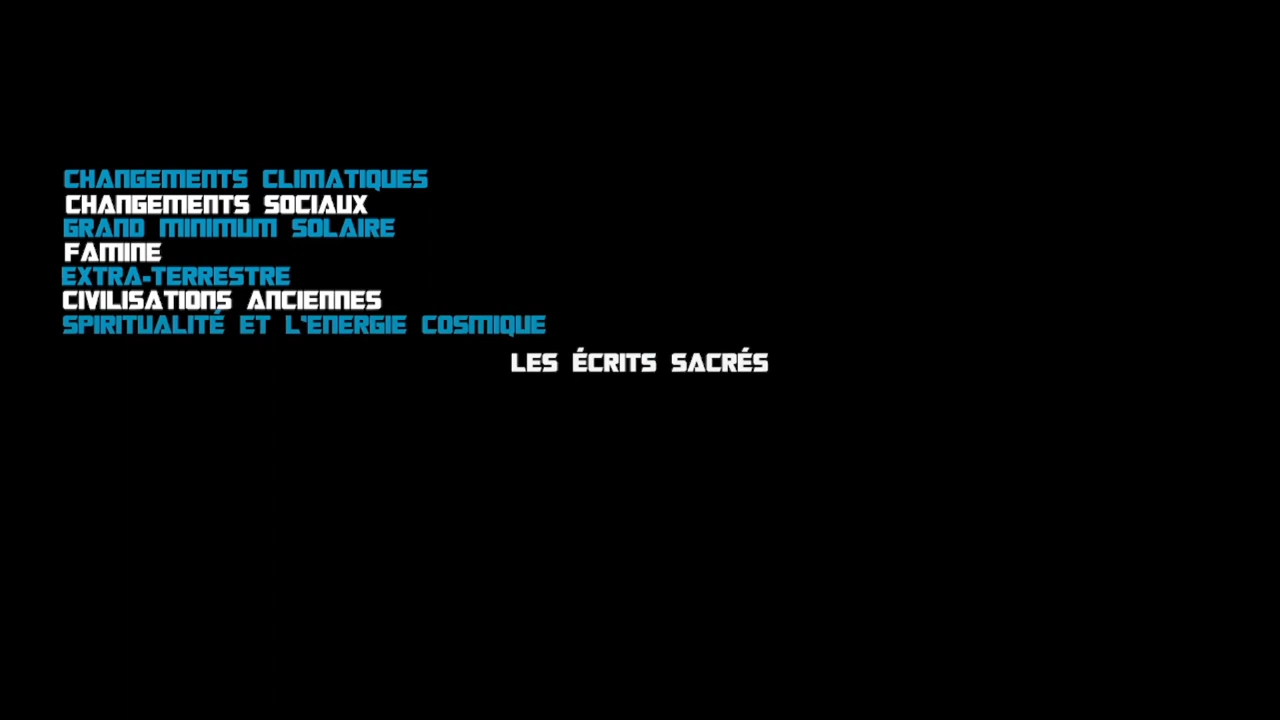 CHANGEMENTS CLIMATIQUES
CHANGEMENTS SOCIAUX
GRAND MINIMUM SOLAIRE
FAMINE
EXTRA-TERRESTRE
CIVILISATIONS ANCIENNES
SPIRITUALITÉ ET L'ENERGIE COSMIQUE
LES ÉCRITS SACRÉS